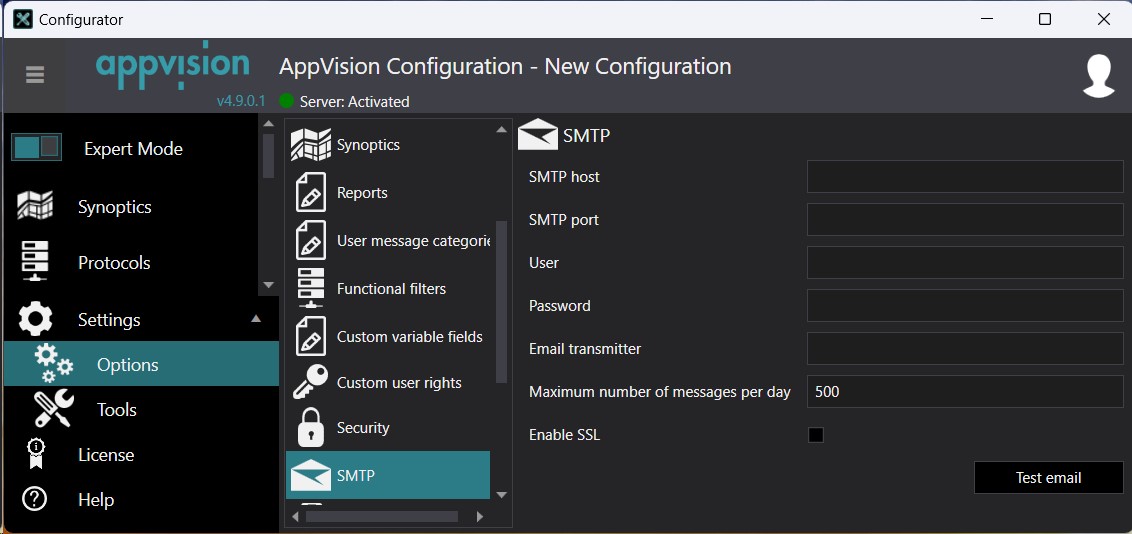 Configurator
appvision
v4.9.0.1
AppVision Configuration - New Configuration
Server: Activated
Expert Mode
Synoptics
Protocols
Settings
Options
Tools
License
Help
Synoptics
Reports
User message categorie
Functional filters
Custom variable fields
Custom user rights
Security
SMTP
SMTP
SMTP host
SMTP port
User
Password
Email transmitter
Maximum number of messages per day 500
Enable SSL
Test email